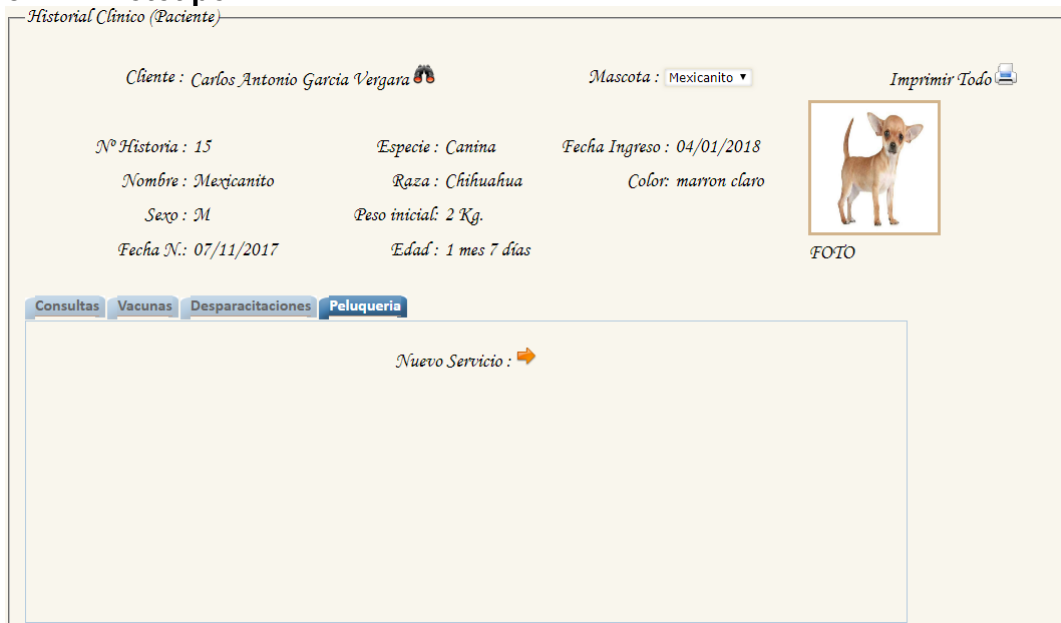 Historial Clínico (Paciente)
Cliente : Carlos Antonio Garcia Vergara
Mascota : Mexicanito
Imprimir Todo
Nº Historia : 15
Especie : Canina
Fecha Ingreso : 04/01/2018
Nombre : Mexicanito
Raza : Chihuahua
Color: marron claro
Sexo : M
Peso inicial: 2 Kg.
Fecha N.: 07/11/2017
Edad : 1 mes 7 días
FOTO
Consultas Vacunas Desparacitaciones Peluqueria
Nuevo Servicio :